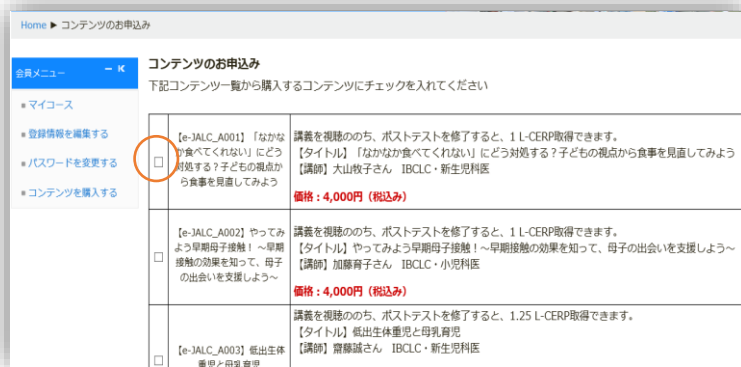 Home ▶ コンテンツのお申込み
会員メニュー
マイコース
登録情報を編集する
パスワードを変更する
コンテンツを購入する
コンテンツのお申込み
下記コンテンツ一覧から購入するコンテンツにチェックを入れてください
【e-JALC_A001】「なかな
か食べてくれない」にどう
対処する？子どもの視点か
ら食事を見直してみよう
講義を視聴ののち、ポストテストを修了すると、1 L-CERP取得できます。
【タイトル】「なかなか食べてくれない」にどう対処する？子どもの視点から食事を見直してみよう
【講師】大山牧子さん　IBCLC・新生児科医
価格：4,000円（税込み）
【e-JALC_A002】やってみ
よう早期母子接触！ ～早期
接触の効果を知って、母子
の出会いを支援しよう～
講義を視聴ののち、ポストテストを修了すると、1 L-CERP取得できます。
【タイトル】やってみよう早期母子接触！～早期接触の効果を知って、母子の出会いを支援しよう～
【講師】加藤育子さん　IBCLC・小児科医
価格：4,000円（税込み）
【e-JALC_A003】低出生体
重児と母乳育児
講義を視聴ののち、ポストテストを修了すると、1.25 L-CERP取得できます。
【タイトル】低出生体重児と母乳育児
【講師】齋藤誠さん　IBCLC・新生児科医